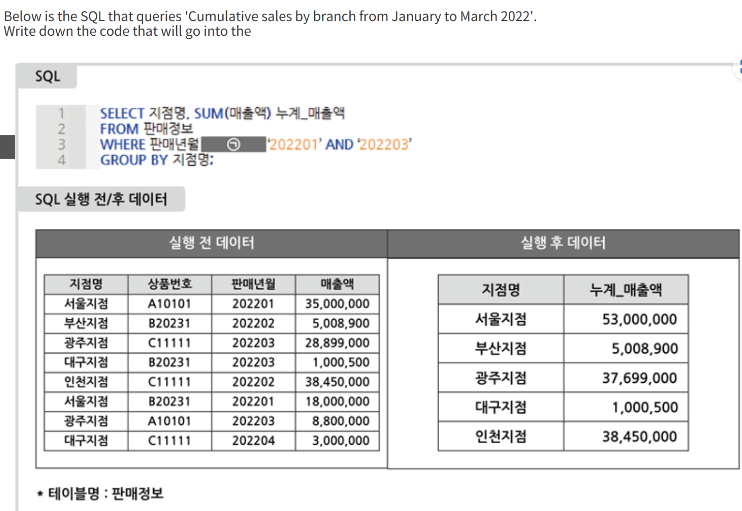 Below is the SQL that queries 'Cumulative sales by branch from January to March 2022'.
Write down the code that will go into the
SQL
1 SELECT 지점명, SUM(매출액) 누계_매출액
2 FROM 판매정보
3 WHERE 판매년월 ㉠ '202201' AND '202203'
4 GROUP BY 지점명;
SQL 실행 전/후 데이터
실행 전 데이터
지점명 상품번호 판매년월 매출액
서울지점 A10101 202201 35,000,000
부산지점 B20231 202202 5,008,900
광주지점 C11111 202203 28,899,000
대구지점 B20231 202203 1,000,500
인천지점 C11111 202202 38,450,000
서울지점 B20231 202201 18,000,000
광주지점 A10101 202203 8,800,000
대구지점 C11111 202204 3,000,000
실행 후 데이터
지점명 누계_매출액
서울지점 53,000,000
부산지점 5,008,900
광주지점 37,699,000
대구지점 1,000,500
인천지점 38,450,000
* 테이블명 : 판매정보